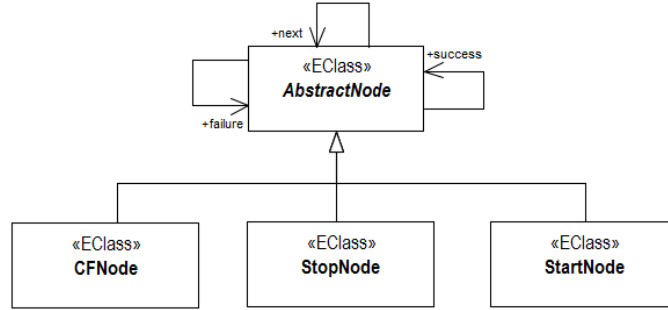 +next
«EClass»
AbstractNode
+success
+failure
«EClass»
CFNode
«EClass»
StopNode
«EClass»
StartNode